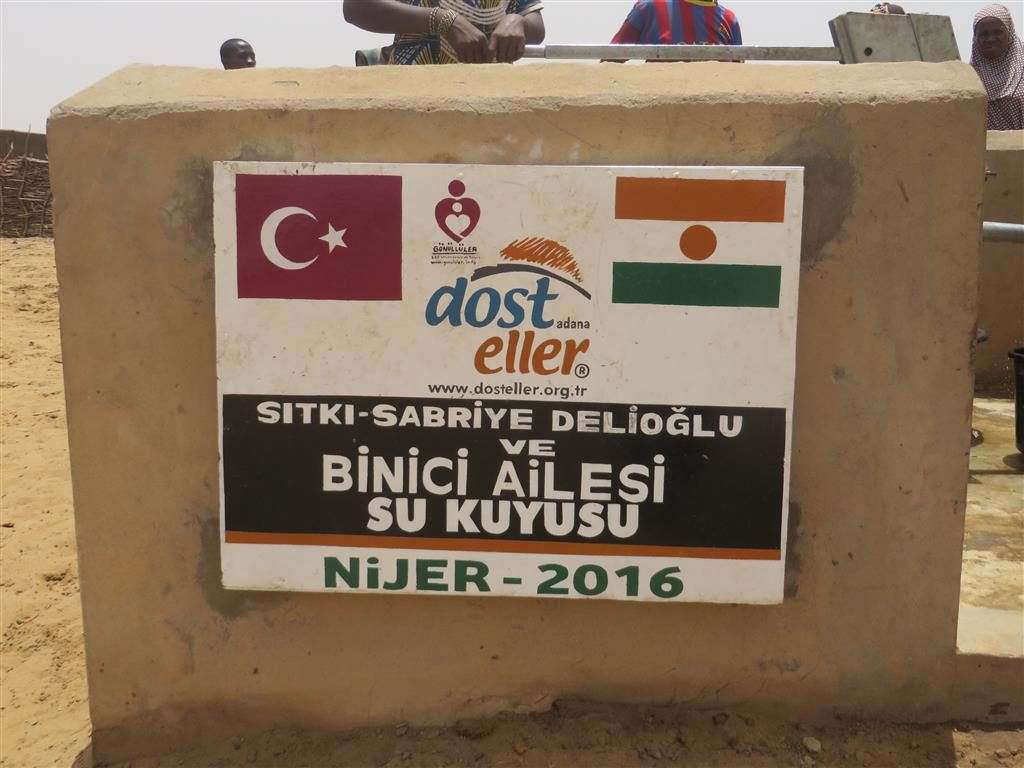 GÖNÜLLÜLER
dost
adana
eller®
www.dosteller.org.tr
SITKI-SABRİYE DELİOĞLU
VE
BİNİCİ AİLESİ
SU KUYUSU
NİJER - 2016